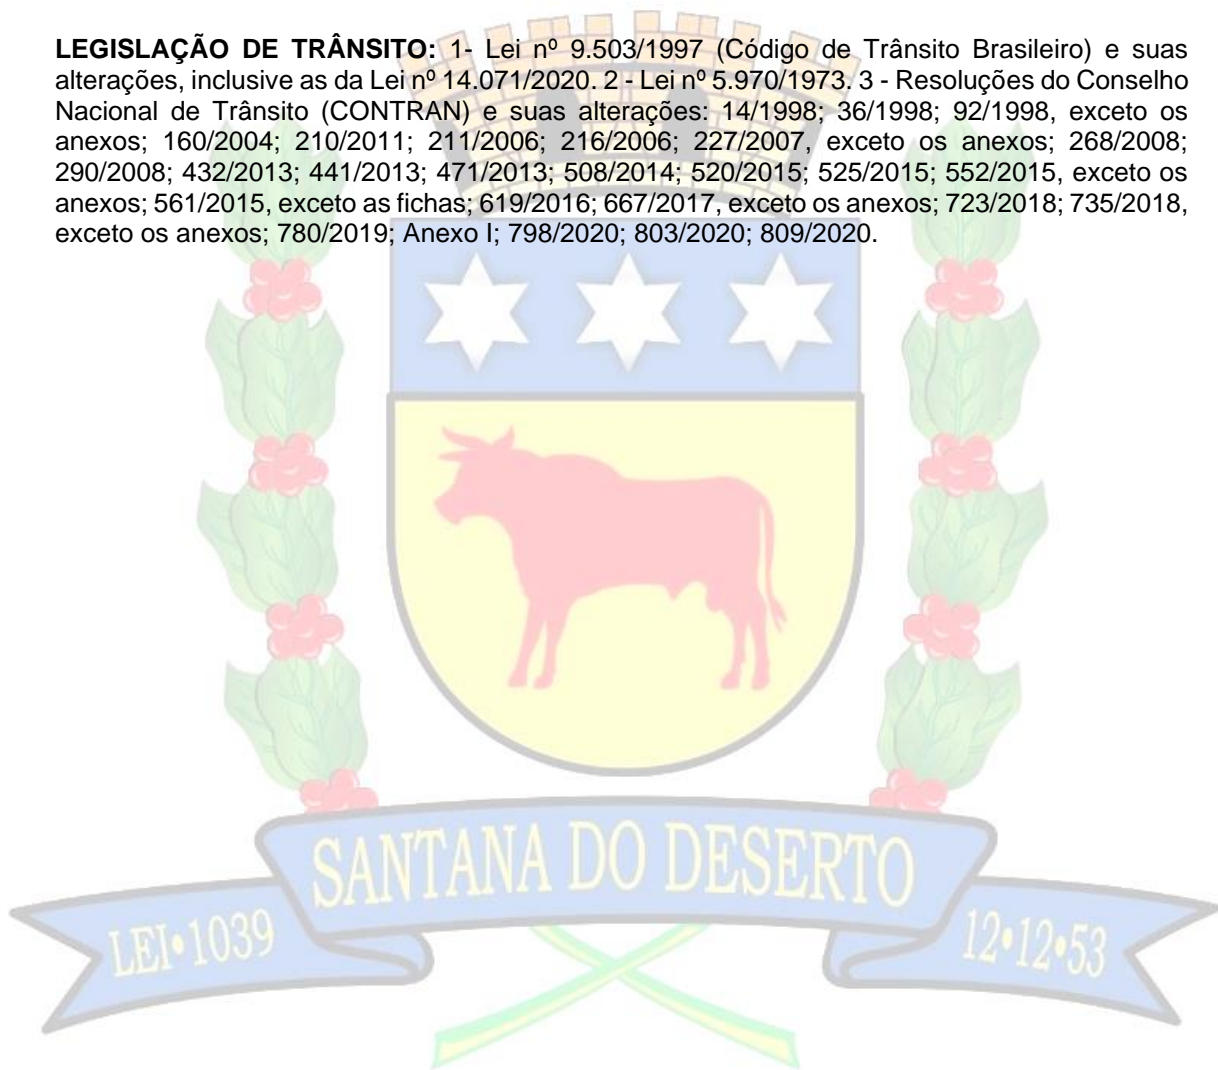 LEGISLAÇÃO DE TRÂNSITO: 1- Lei nº 9.503/1997 (Código de Trânsito Brasileiro) e suas
alterações, inclusive as da Lei nº 14.071/2020. 2 - Lei nº 5.970/1973. 3 - Resoluções do Conselho
Nacional de Trânsito (CONTRAN) e suas alterações: 14/1998; 36/1998; 92/1998, exceto os
anexos; 160/2004; 210/2011; 211/2006; 216/2006; 227/2007, exceto os anexos; 268/2008;
290/2008; 432/2013; 441/2013; 471/2013; 508/2014; 520/2015; 525/2015; 552/2015, exceto os
anexos; 561/2015, exceto as fichas; 619/2016; 667/2017, exceto os anexos; 723/2018; 735/2018,
exceto os anexos; 780/2019; Anexo I; 798/2020; 803/2020; 809/2020.
SANTANA DO DESERTO
LEI•1039
12•12•53